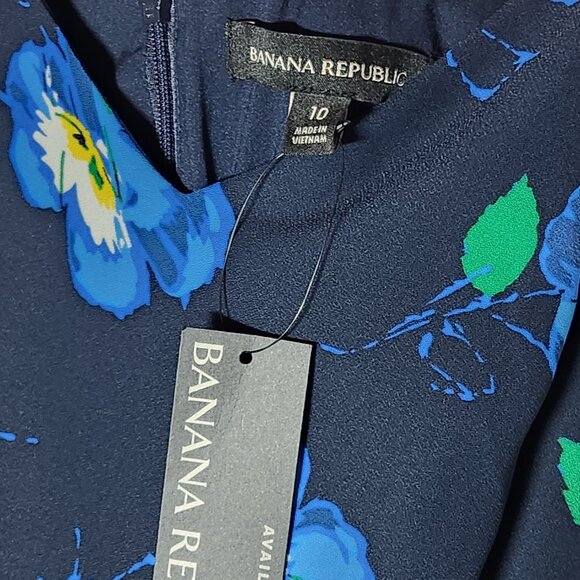 BANANA REPUBLIC
10
MADE IN
VIETNAM
BANANA RE
AVAIL